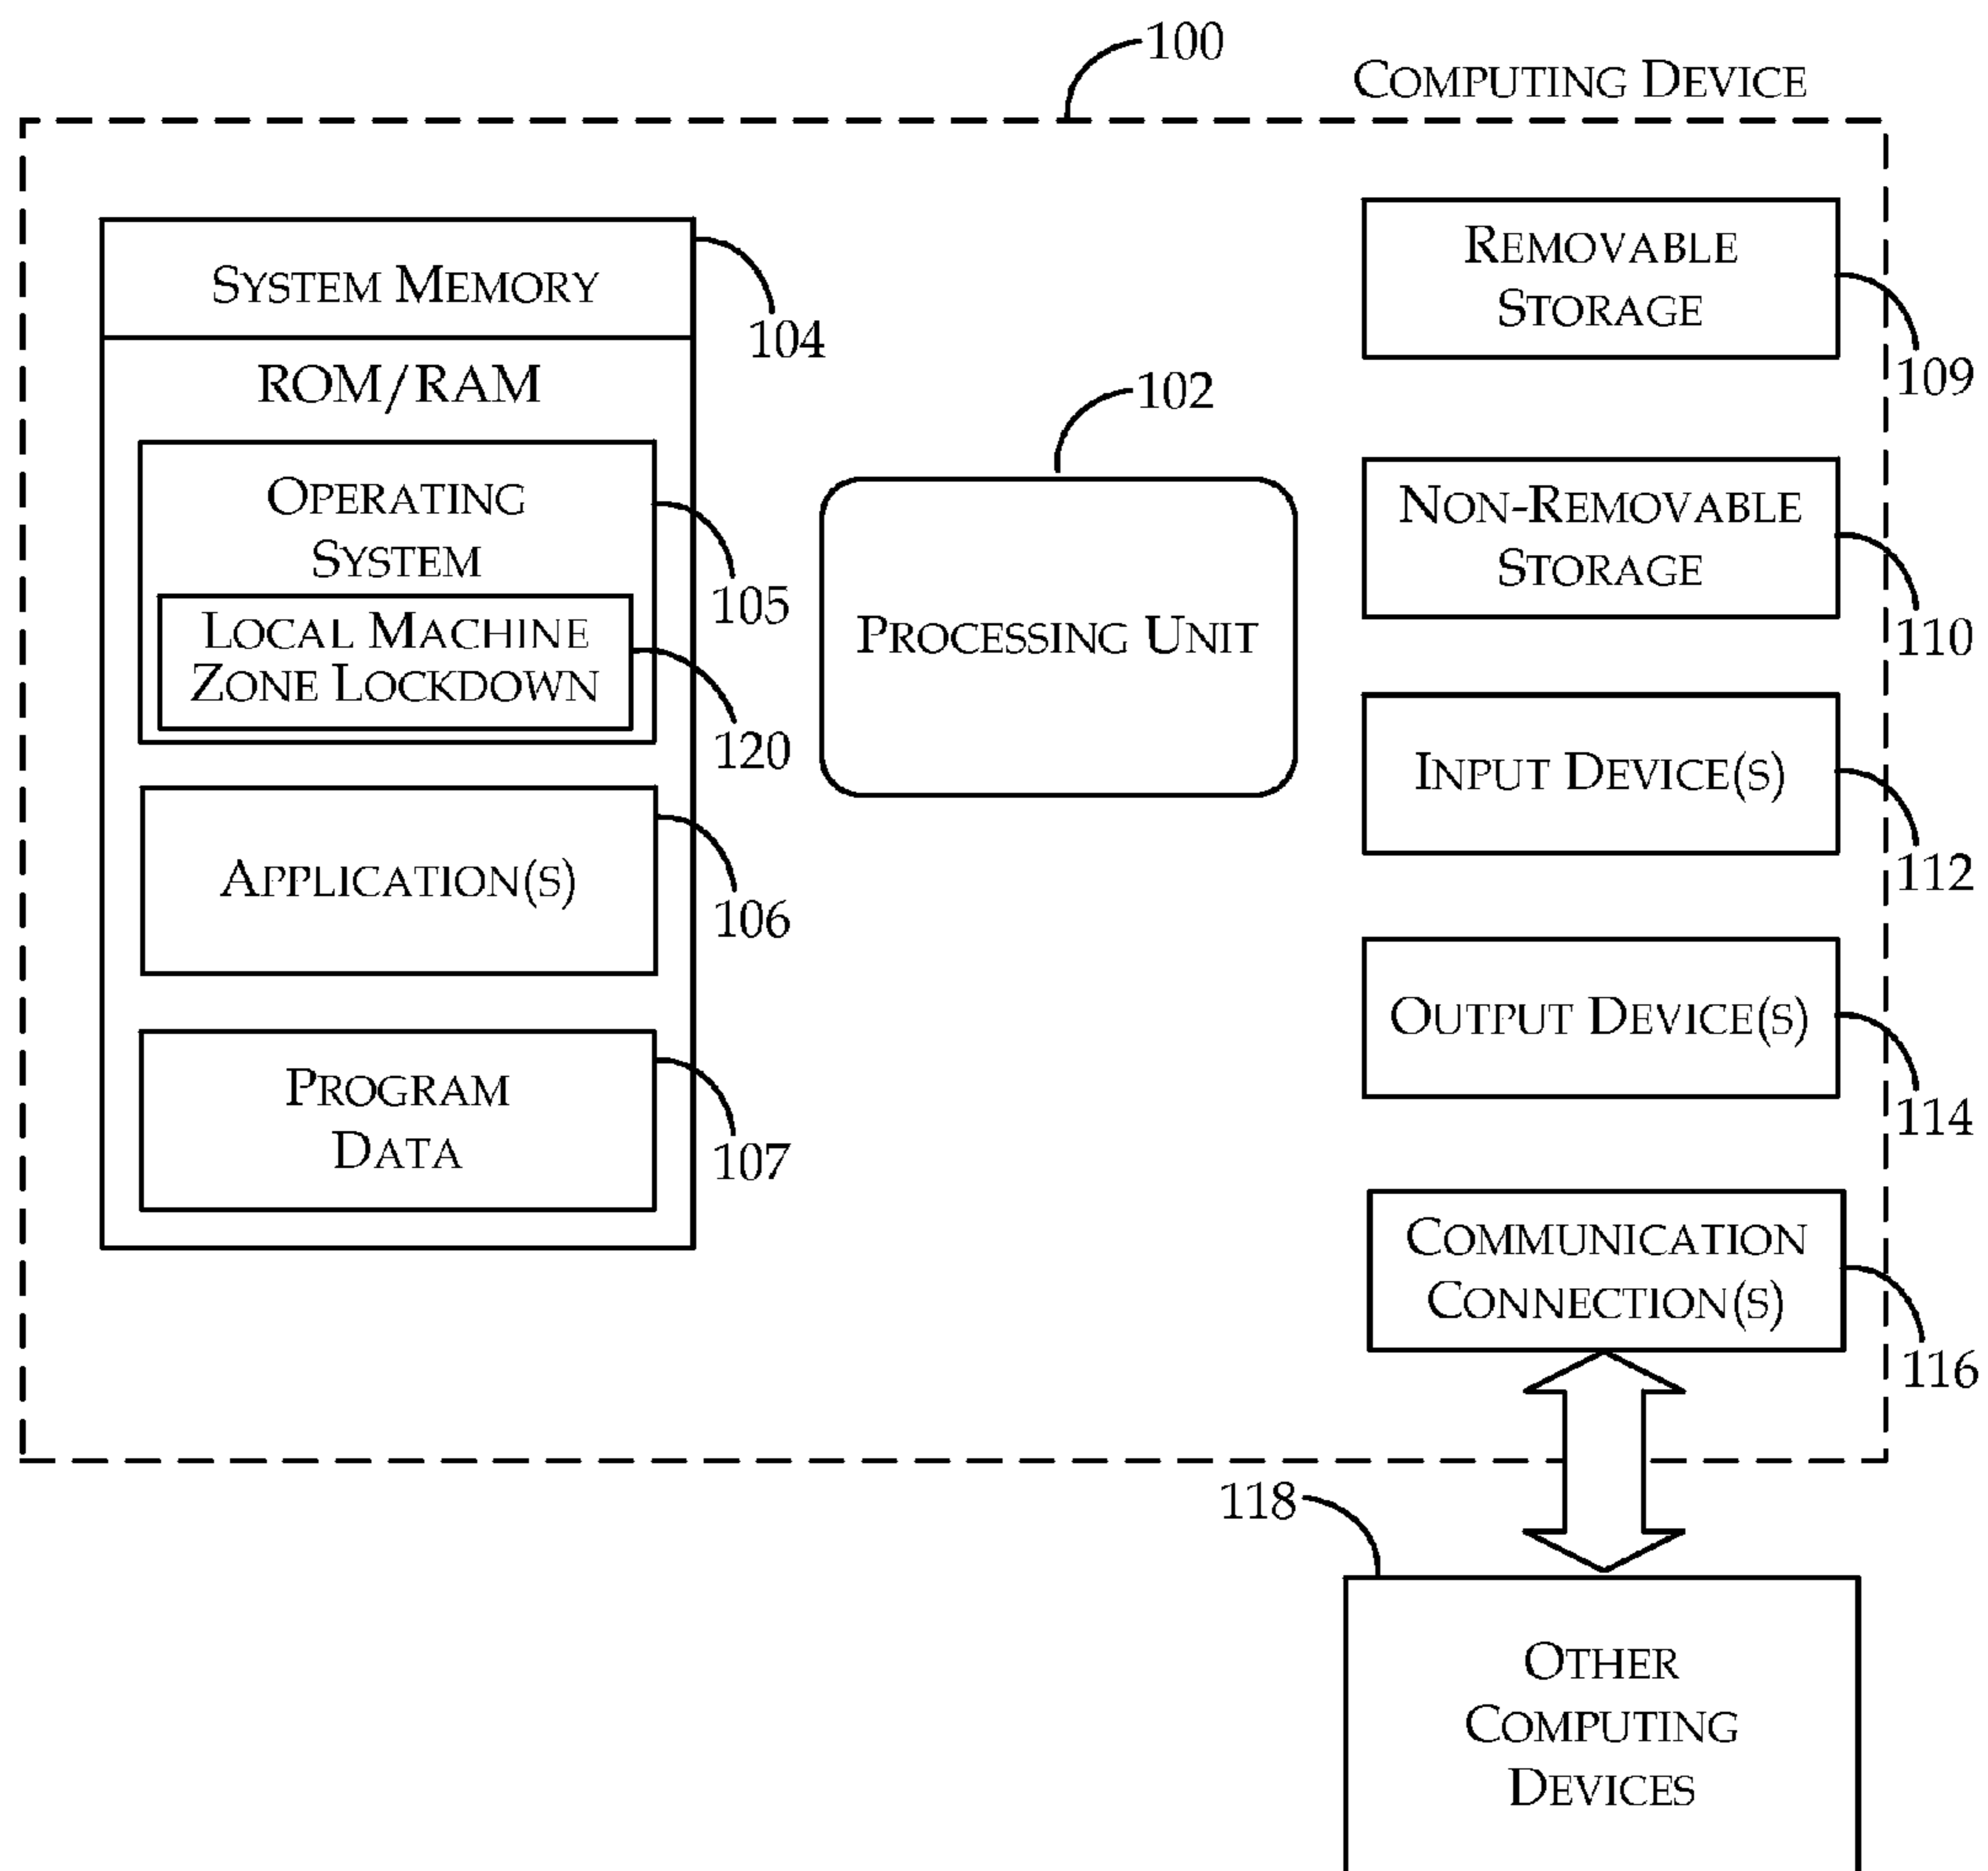 100
COMPUTING DEVICE
SYSTEM MEMORY
104
ROM/RAM
OPERATING
SYSTEM
105
LOCAL MACHINE
ZONE LOCKDOWN
120
APPLICATION(S)
106
PROGRAM
DATA
107
102
PROCESSING UNIT
REMOVABLE
STORAGE
109
NON-REMOVABLE
STORAGE
110
INPUT DEVICE(S)
112
OUTPUT DEVICE(S)
114
COMMUNICATION
CONNECTION(S)
116
118
OTHER
COMPUTING
DEVICES